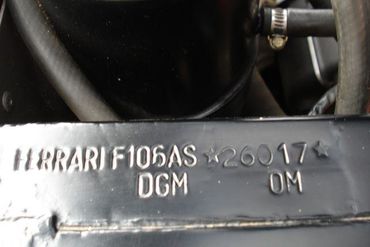 FERRARI F106AS *26017*
DGM OM